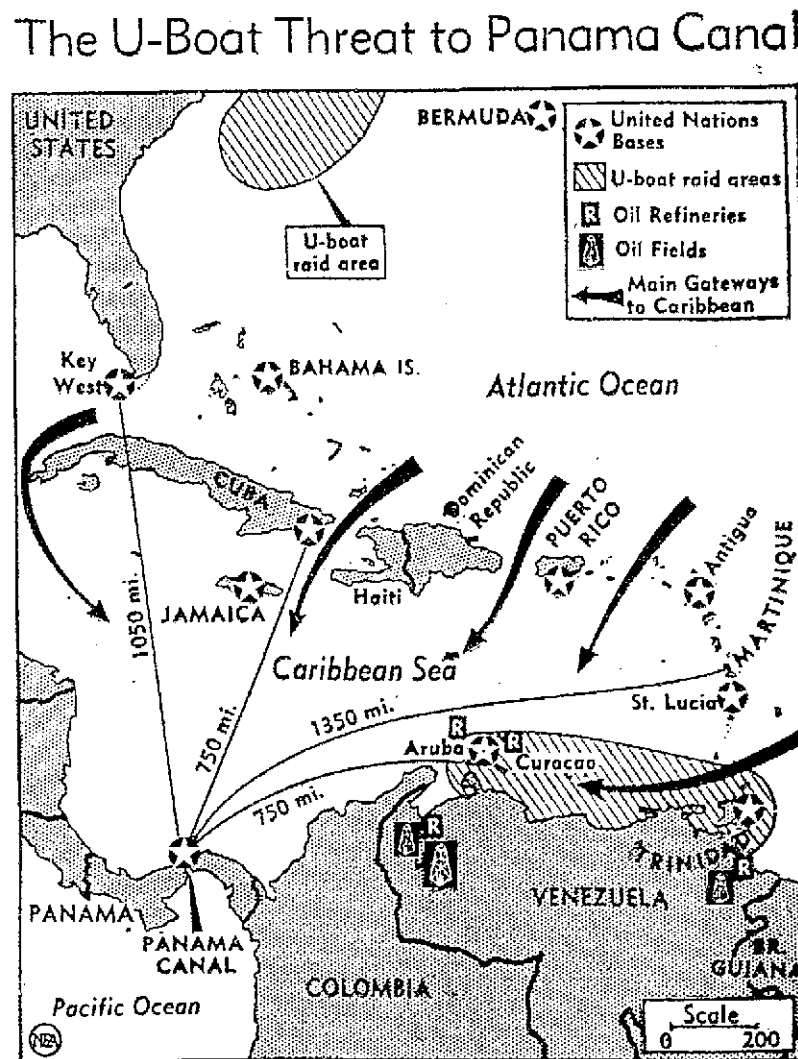 The U-Boat Threat to Panama Canal
UNITED
STATES
BERMUDA
United Nations
Bases
U-boat raid areas
R Oil Refineries
Oil Fields
Main Gateways
to Caribbean
U-boat
raid area
Key
West
BAHAMA IS.
Atlantic Ocean
CUBA
Dominican
Republic
PUERTO
RICO
Antigua
MARTINIQUE
JAMAICA
Haiti
1050 mi.
Caribbean Sea
St. Lucia
750 mi.
1350 mi.
R
R
Aruba
Curacao
750 mi.
R
TRINIDAD
R
VENEZUELA
PANAMA
PANAMA
CANAL
BR.
GUIANA
COLOMBIA
Pacific Ocean
Scale
0 200
NEA